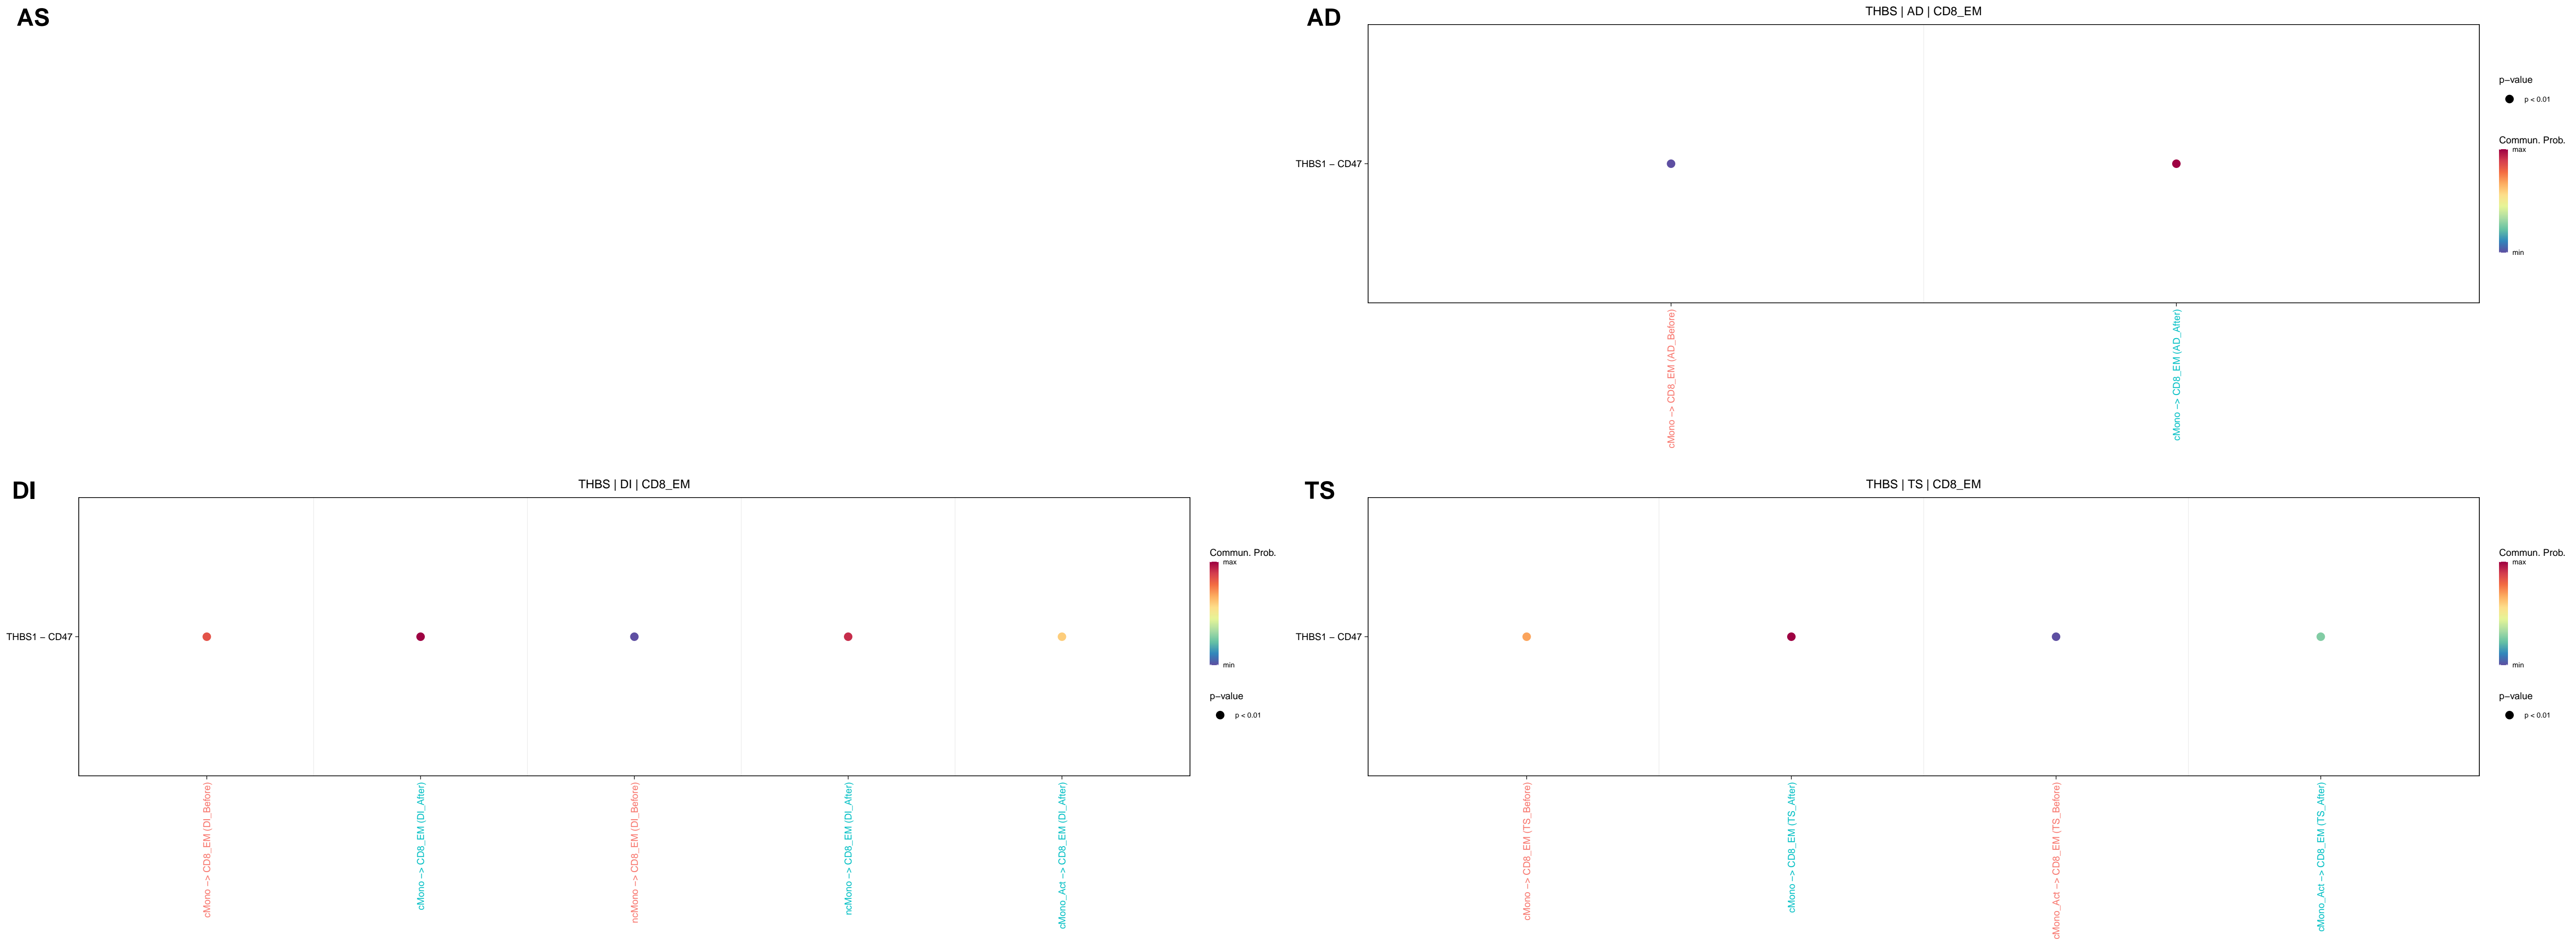 AS
AD
THBS | AD | CD8_EM
THBS1 − CD47
cMono −> CD8_EM (AD_Before)
cMono −> CD8_EM (AD_After)
p−value
p < 0.01
Commun. Prob.
max
min
DI
THBS | DI | CD8_EM
THBS1 − CD47
cMono −> CD8_EM (DI_Before)
cMono −> CD8_EM (DI_After)
ncMono −> CD8_EM (DI_Before)
ncMono −> CD8_EM (DI_After)
cMono_Act −> CD8_EM (DI_After)
Commun. Prob.
max
min
p−value
p < 0.01
TS
THBS | TS | CD8_EM
THBS1 − CD47
cMono −> CD8_EM (TS_Before)
cMono −> CD8_EM (TS_After)
cMono_Act −> CD8_EM (TS_Before)
cMono_Act −> CD8_EM (TS_After)
Commun. Prob.
max
min
p−value
p < 0.01